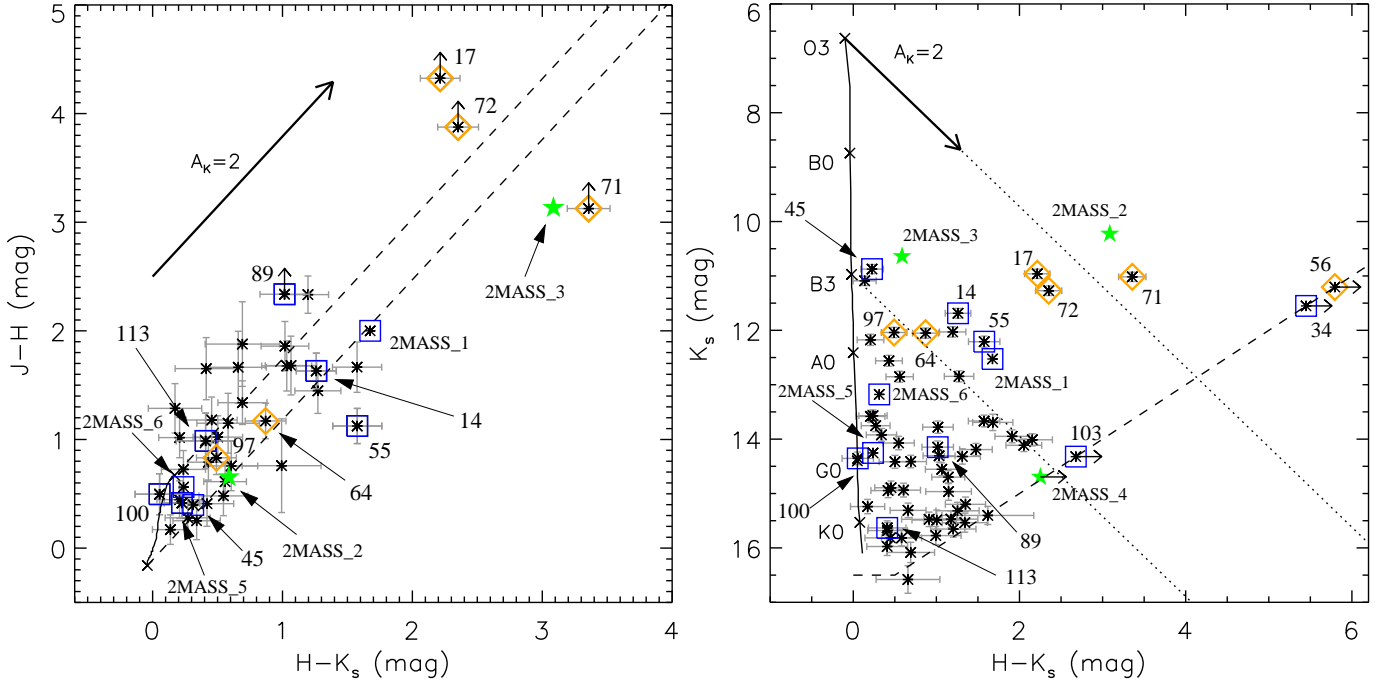 5
4
3
2
1
0
J−H (mag)
0
1
2
3
4
H−Ks (mag)
AK=2
17
72
71
2MASS_3
89
2MASS_1
113
2MASS_6
14
97
55
64
100
45
2MASS_2
2MASS_5
6
8
10
12
14
16
Ks (mag)
0
2
4
6
H−Ks (mag)
O3
AK=2
B0
45
2MASS_3
2MASS_2
B3
17
56
72
71
14
34
97
55
64
A0
2MASS_1
2MASS_5
2MASS_6
103
G0
2MASS_4
100
K0
89
113